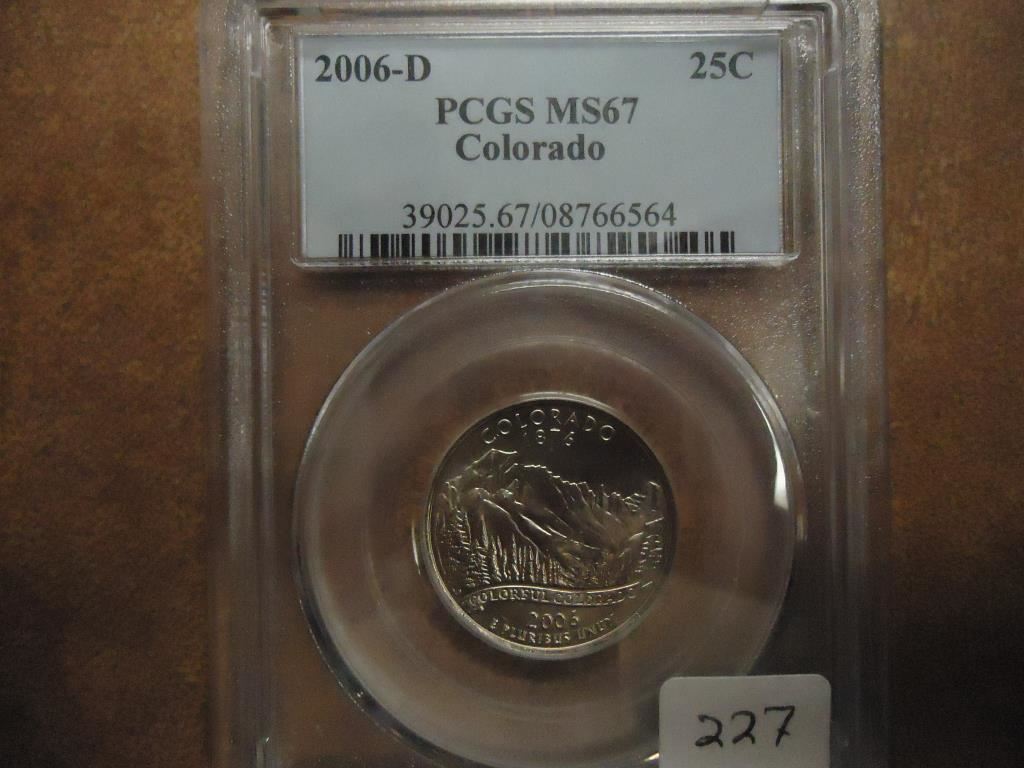 2006-D 25C
PCGS MS67
Colorado
39025.67/08766564
COLORADO
1876
COLORFUL COLORADO
2006
E PLURIBUS UNUM
227